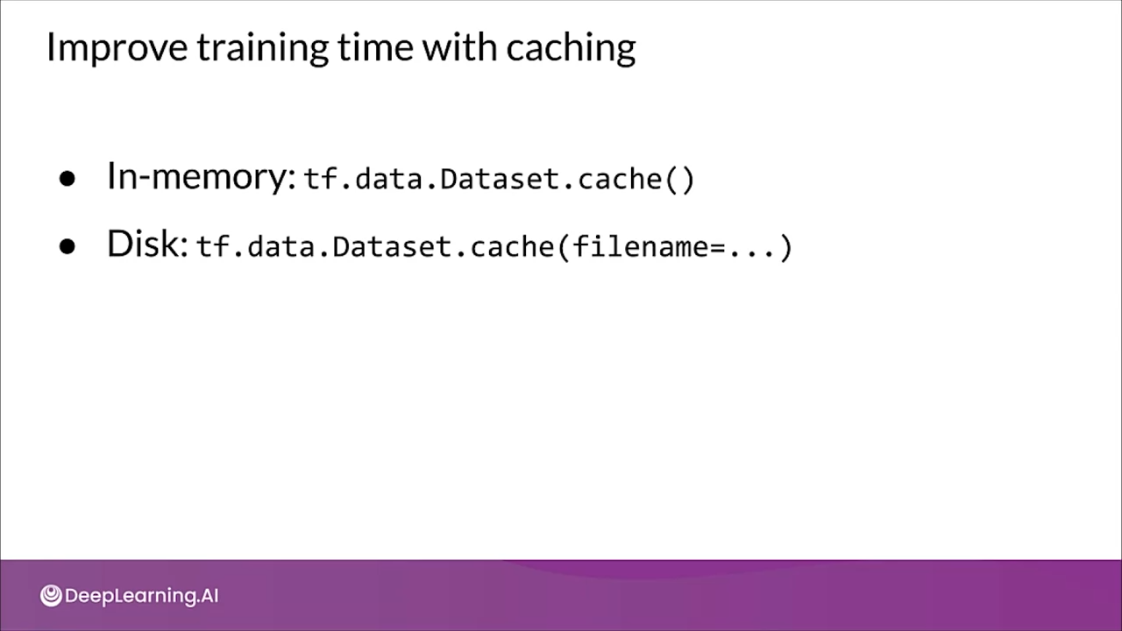 Improve training time with caching
● In-memory: tf.data.Dataset.cache()
● Disk: tf.data.Dataset.cache(filename=...)
DeepLearning.AI